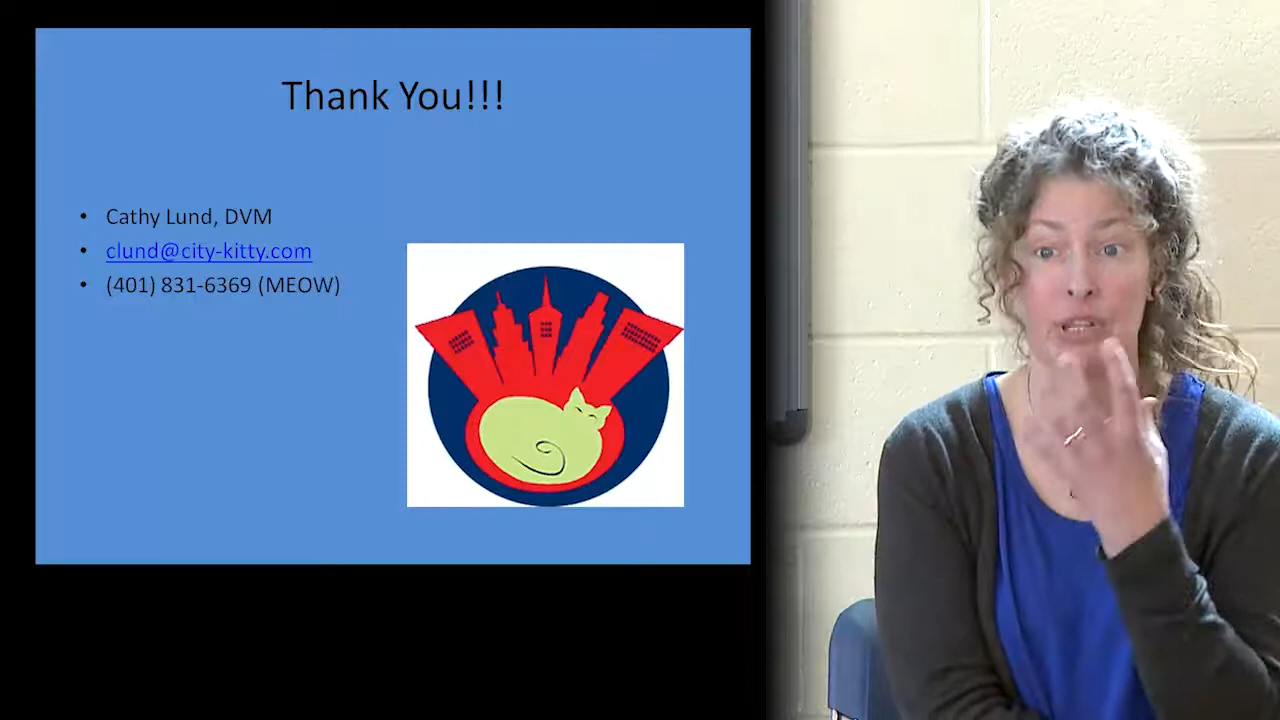 Thank You!!!
• Cathy Lund, DVM
• clund@city-kitty.com
• (401) 831-6369 (MEOW)